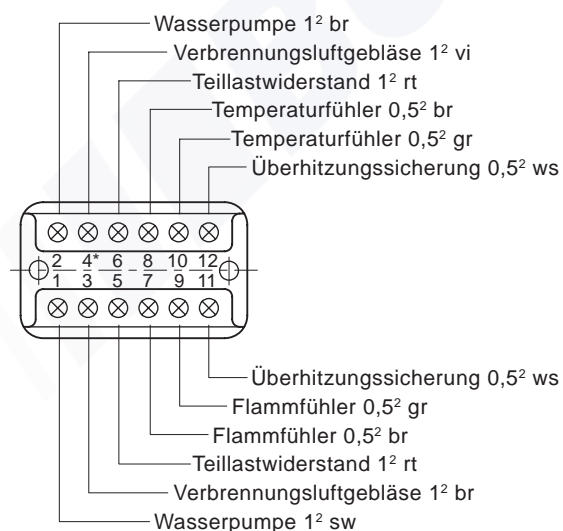 Wasserpumpe 1² br
Verbrennungsluftgebläse 1² vi
Teillastwiderstand 1² rt
Temperaturfühler 0,5² br
Temperaturfühler 0,5² gr
Überhitzungssicherung 0,5² ws
2 4* 6 8 10 12
1 3 5 7 9 11
Überhitzungssicherung 0,5² ws
Flammfühler 0,5² gr
Flammfühler 0,5² br
Teillastwiderstand 1² rt
Verbrennungsluftgebläse 1² br
Wasserpumpe 1² sw